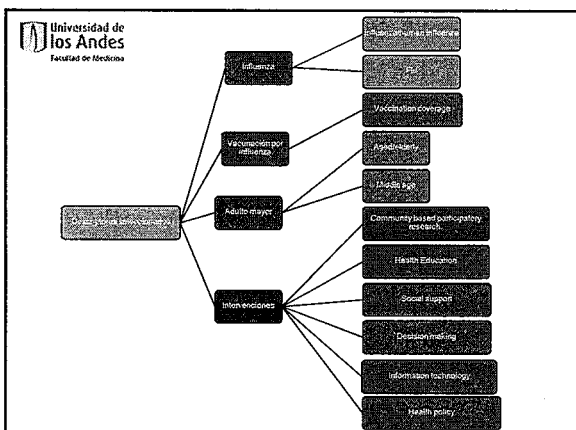 Universidad de
los Andes
Facultad de Medicina
Influenza
Flu
Vacunación por
influenza
Vaccination coverage
Adulto mayor
Aged/elderly
Middle age
Intervenciones
Community based participatory
research
Health Education
Social support
Decision making
Information technology
Health policy